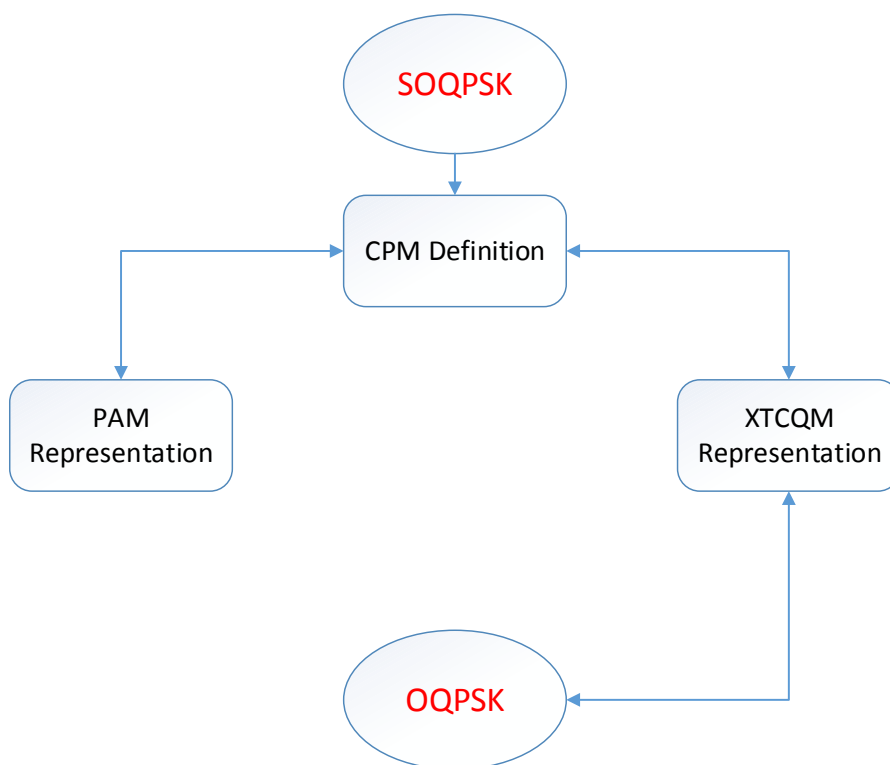 SOQPSK
CPM Definition
PAM
Representation
XTCQM
Representation
OQPSK